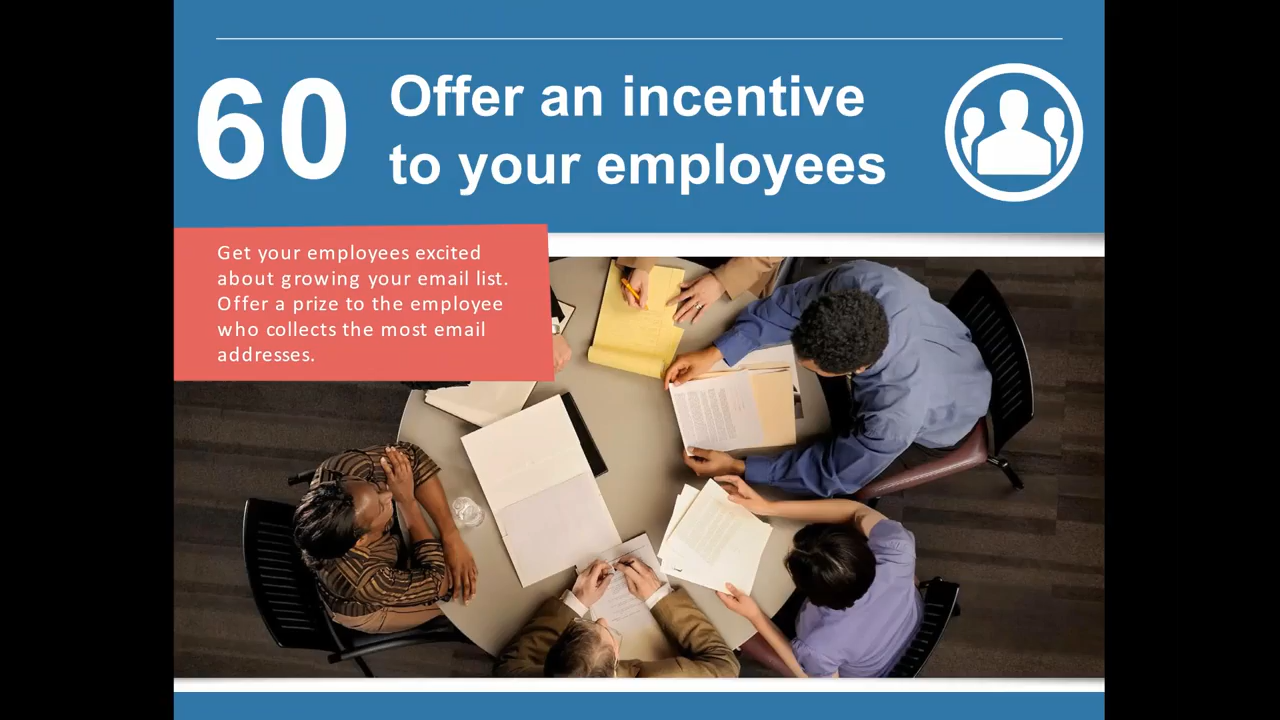 60
Offer an incentive
to your employees
Get your employees excited
about growing your email list.
Offer a prize to the employee
who collects the most email
addresses.